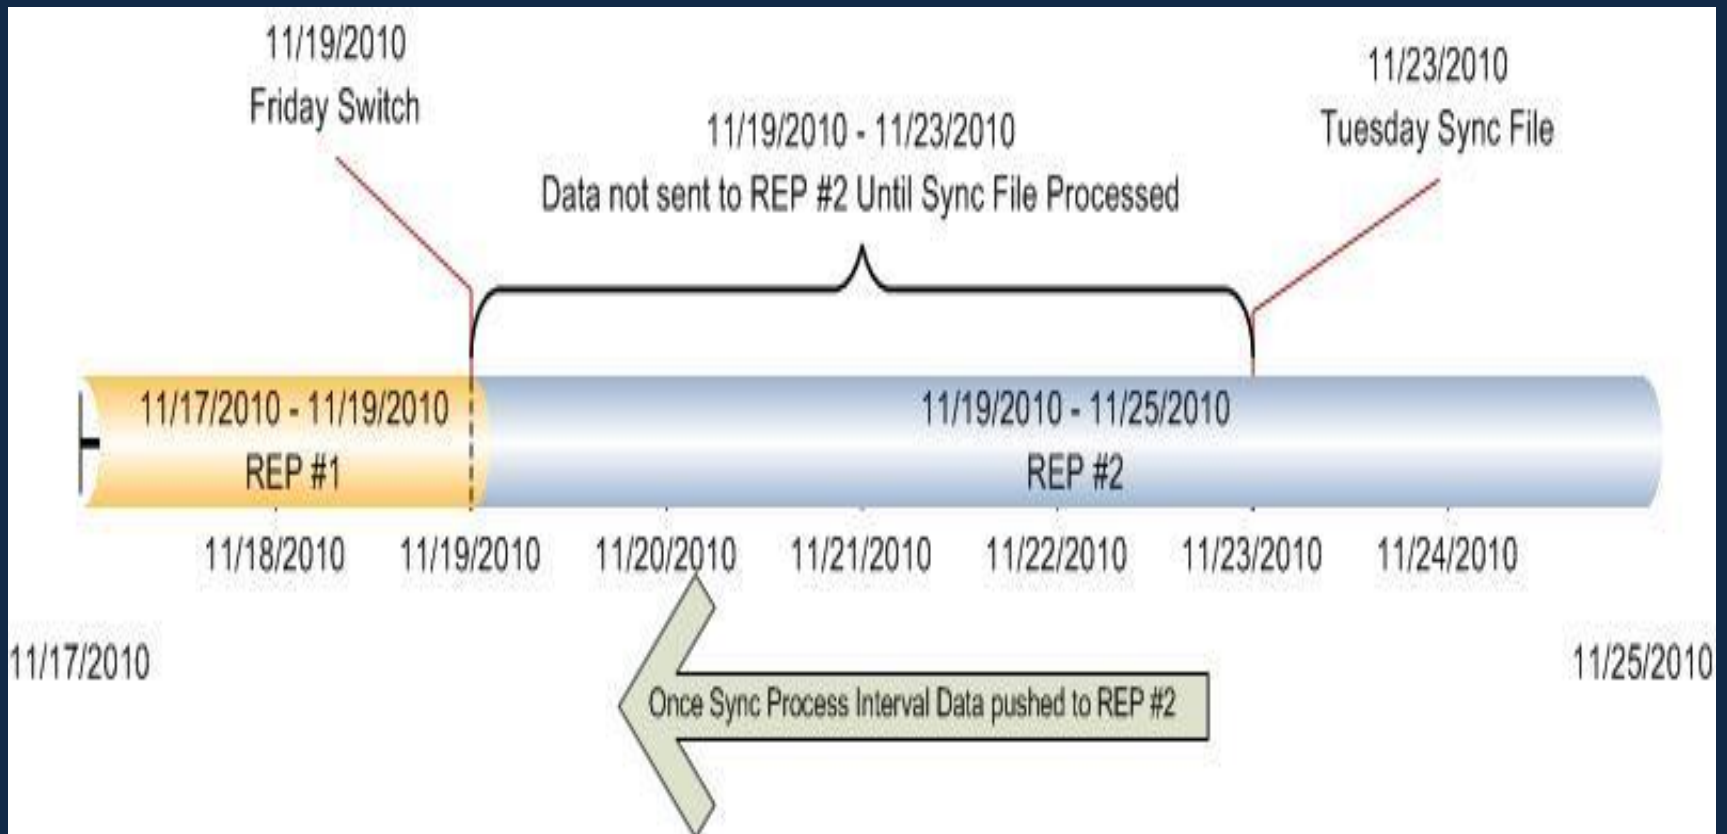 11/19/2010
Friday Switch
11/19/2010 - 11/23/2010
Data not sent to REP #2 Until Sync File Processed
11/23/2010
Tuesday Sync File
11/17/2010 - 11/19/2010
REP #1
11/19/2010 - 11/25/2010
REP #2
11/18/2010
11/19/2010
11/20/2010
11/21/2010
11/22/2010
11/23/2010
11/24/2010
11/17/2010
11/25/2010
Once Sync Process Interval Data pushed to REP #2